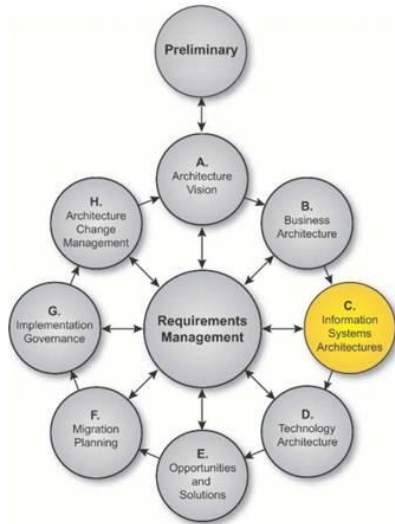 Preliminary
A.
Architecture
Vision
B.
Business
Architecture
C.
Information
Systems
Architectures
D.
Technology
Architecture
E.
Opportunities
and
Solutions
F.
Migration
Planning
G.
Implementation
Governance
H.
Architecture
Change
Management
Requirements
Management